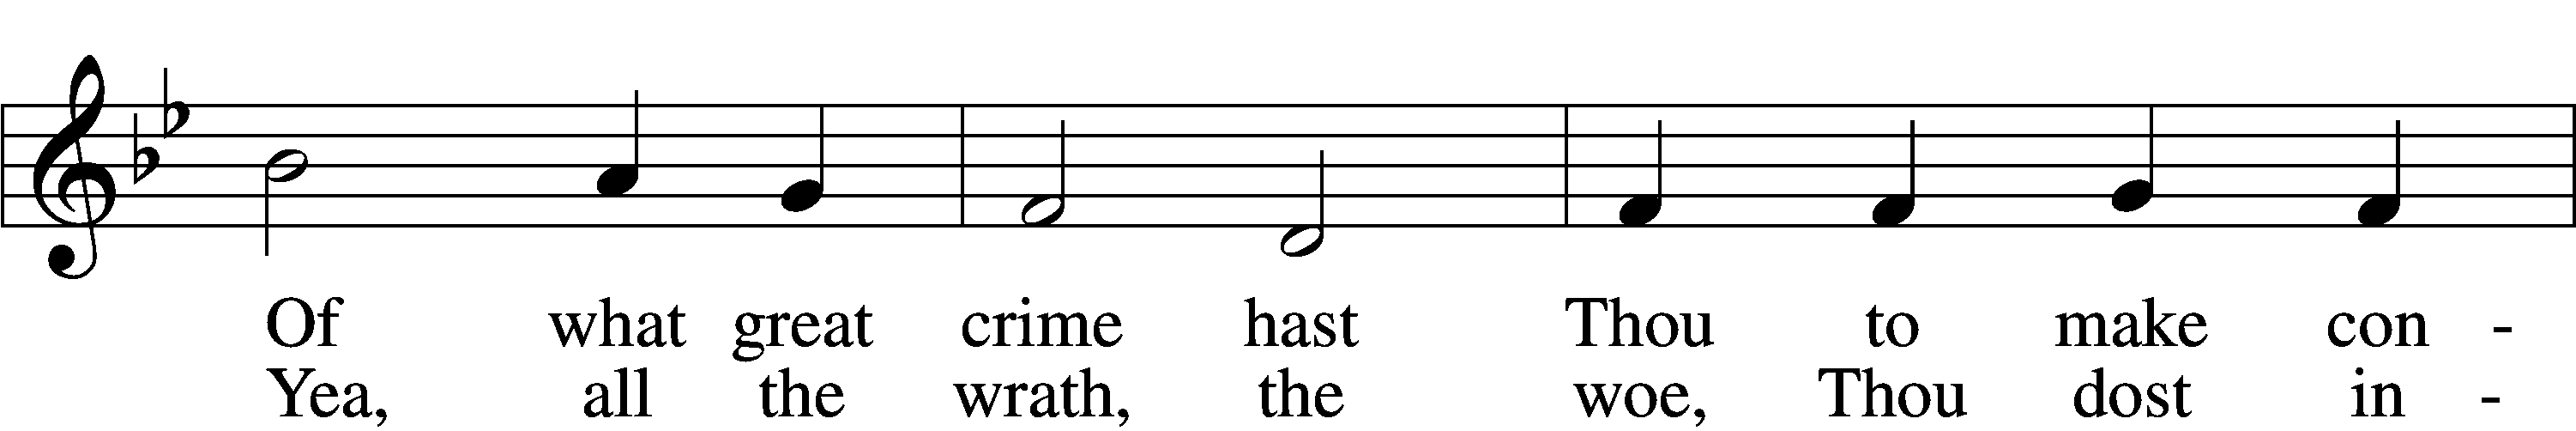 Of what great crime hast Thou to make con -
Yea, all the wrath, the woe, Thou dost in -